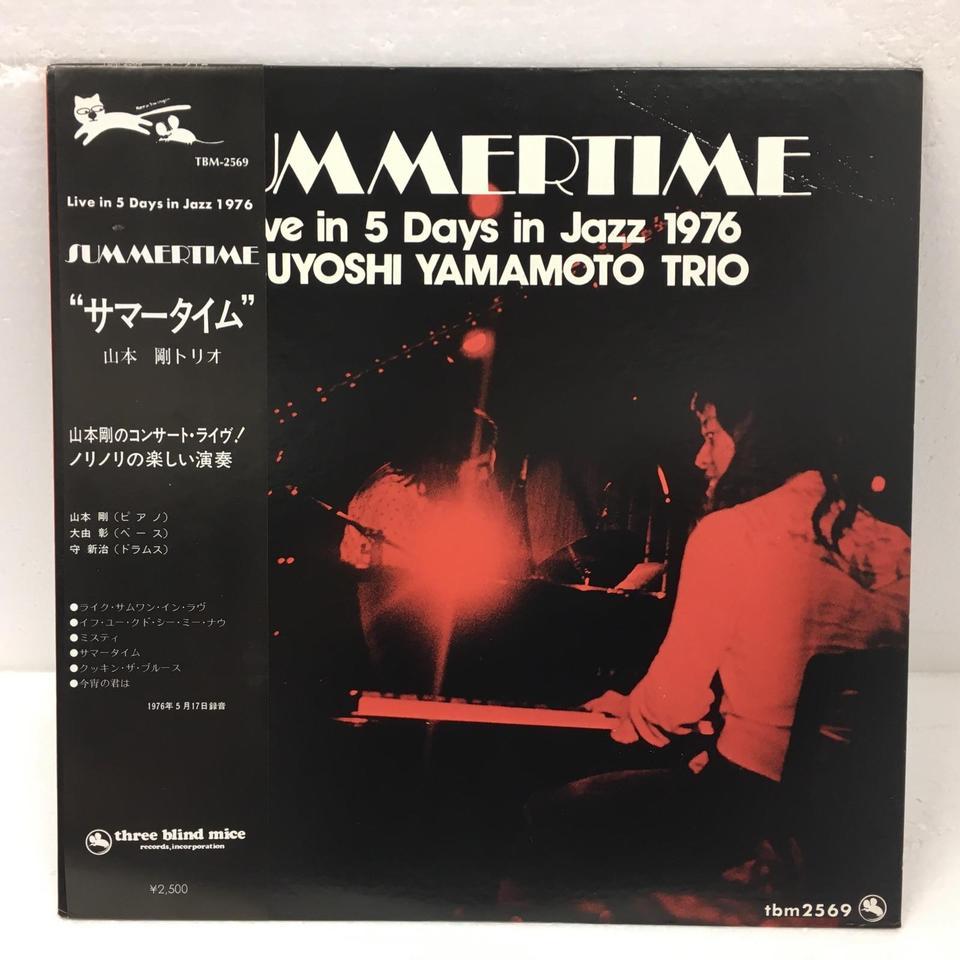 TBM-2569
Live in 5 Days in Jazz 1976
SUMMERTIME
“サマータイム”
山本 剛トリオ
山本剛のコンサート・ライヴ!
ノリノリの楽しい演奏
山本 剛(ピアノ)
大由 彰(ベース)
守 新治(ドラムス)
●ライク・サムワン・イン・ラヴ
●イフ・ユー・クド・シー・ミー・ナウ
●ミスティ
●サマータイム
●クッキン・ザ・ブルース
●今宵の君は
1976年5月17日録音
three blind mice
records, incorporation
¥2,500
UMMERTIME
ve in 5 Days in Jazz 1976
UYOSHI YAMAMOTO TRIO
tbm2569